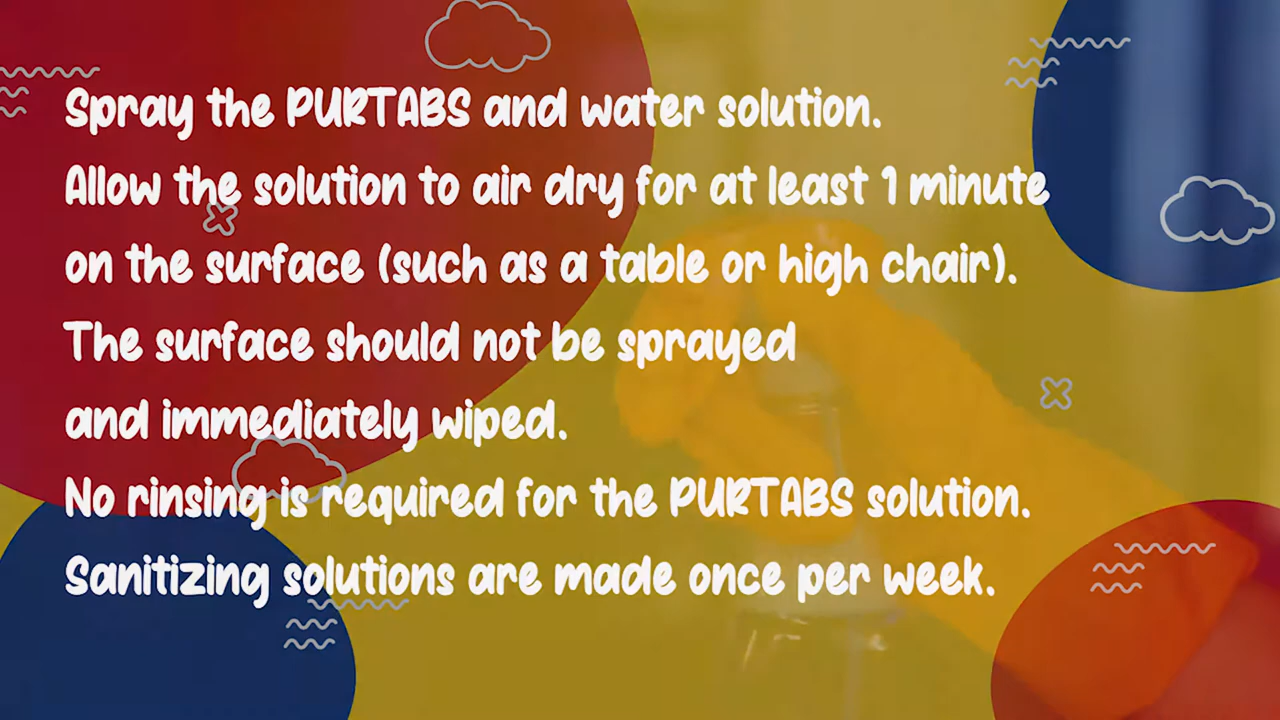 Spray the PURTABS and water solution.
Allow the solution to air dry for at least 1 minute
on the surface (such as a table or high chair).
The surface should not be sprayed
and immediately wiped.
No rinsing is required for the PURTABS solution.
Sanitizing solutions are made once per week.